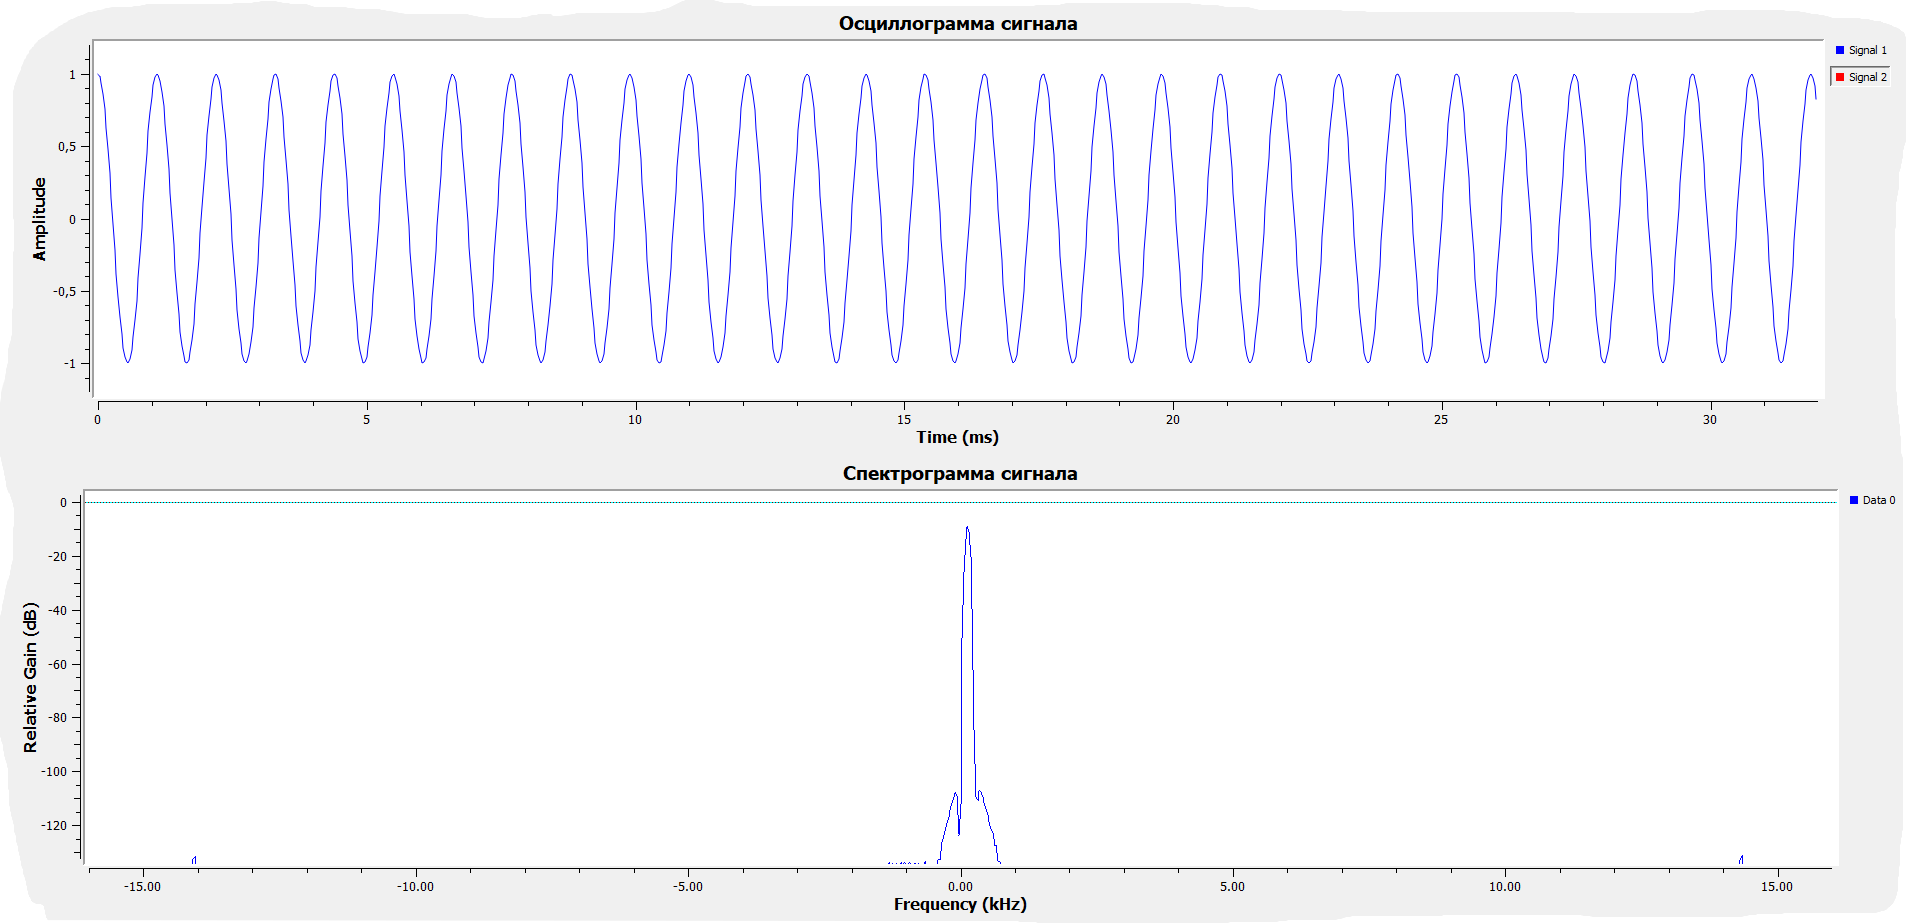 Осциллограмма сигнала
Signal 1
Signal 2
Amplitude
1
0,5
0
-0,5
-1
0 5 10 15 20 25 30
Time (ms)
Спектрограмма сигнала
Data 0
Relative Gain (dB)
0
-20
-40
-60
-80
-100
-120
-15.00 -10.00 -5.00 0.00 5.00 10.00 15.00
Frequency (kHz)